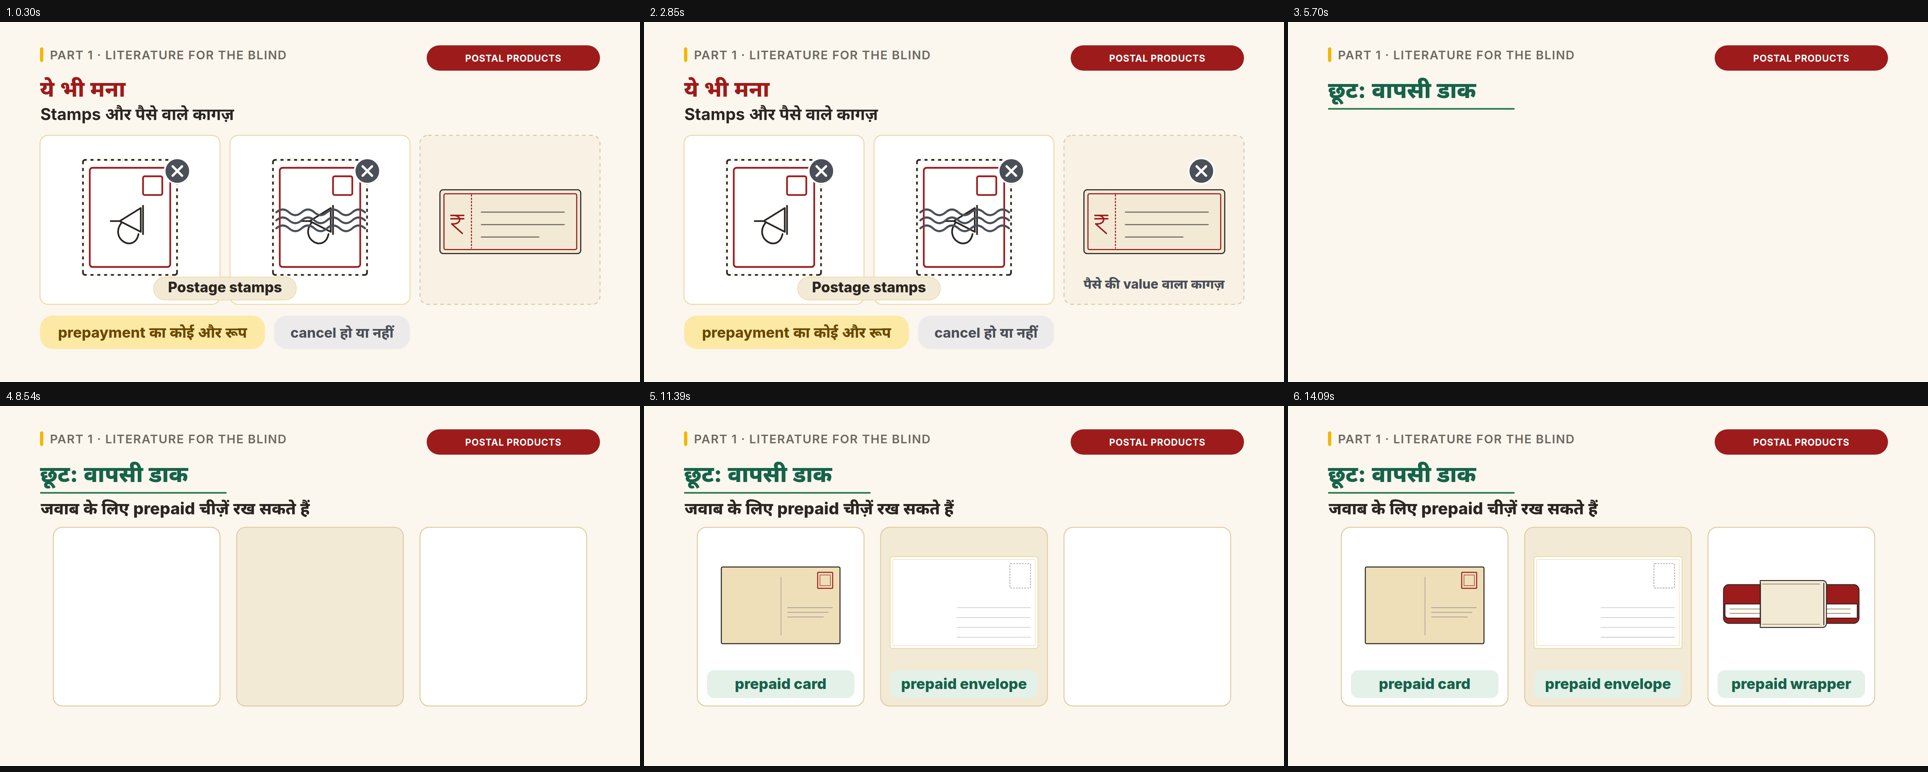 1. 0.30s
PART 1 · LITERATURE FOR THE BLIND
POSTAL PRODUCTS
ये भी मना
Stamps और पैसे वाले कागज़
₹
Postage stamps
prepayment का कोई और रूप
cancel हो या नहीं
2. 2.85s
PART 1 · LITERATURE FOR THE BLIND
POSTAL PRODUCTS
ये भी मना
Stamps और पैसे वाले कागज़
₹
पैसे की value वाला कागज़
Postage stamps
prepayment का कोई और रूप
cancel हो या नहीं
3. 5.70s
PART 1 · LITERATURE FOR THE BLIND
POSTAL PRODUCTS
छूट: वापसी डाक
4. 8.54s
PART 1 · LITERATURE FOR THE BLIND
POSTAL PRODUCTS
छूट: वापसी डाक
जवाब के लिए prepaid चीज़ें रख सकते हैं
5. 11.39s
PART 1 · LITERATURE FOR THE BLIND
POSTAL PRODUCTS
छूट: वापसी डाक
जवाब के लिए prepaid चीज़ें रख सकते हैं
prepaid card
prepaid envelope
6. 14.09s
PART 1 · LITERATURE FOR THE BLIND
POSTAL PRODUCTS
छूट: वापसी डाक
जवाब के लिए prepaid चीज़ें रख सकते हैं
prepaid card
prepaid envelope
prepaid wrapper